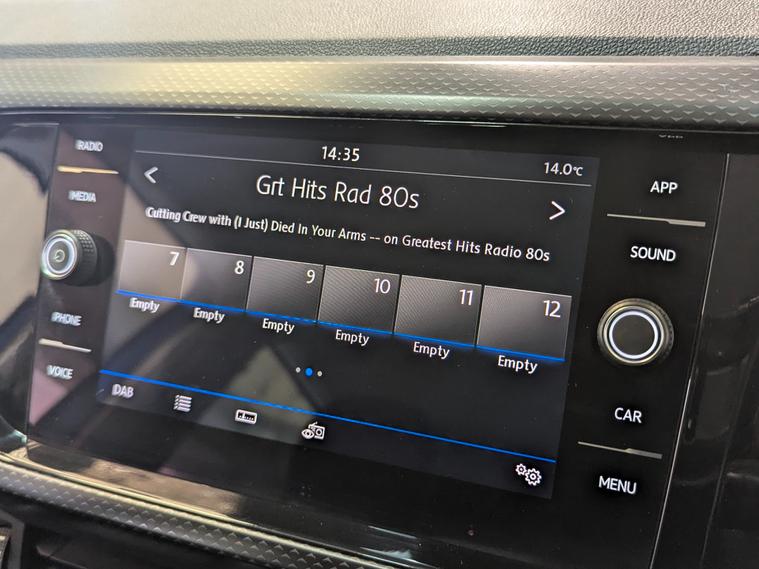 RADIO
MEDIA
PHONE
VOICE
14:35
14.0°C
Grt Hits Rad 80s
Cutting Crew with (I Just) Died In Your Arms -- on Greatest Hits Radio 80s
7 8 9 10 11 12
Empty Empty Empty Empty Empty Empty
DAB
APP
SOUND
CAR
MENU